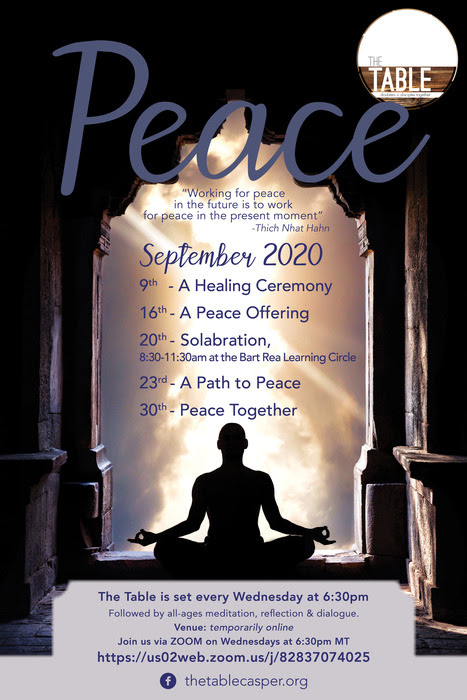 THE
TABLE
Peace
“Working for peace
in the future is to work
for peace in the present moment”
-Thich Nhat Hahn
September 2020
9th - A Healing Ceremony
16th - A Peace Offering
20th - Solabration,
8:30-11:30am at the Bart Rea Learning Circle
23rd - A Path to Peace
30th - Peace Together
The Table is set every Wednesday at 6:30pm
Followed by all-ages meditation, reflection & dialogue.
Venue: temporarily online
Join us via ZOOM on Wednesdays at 6:30pm MT
https://us02web.zoom.us/j/82837074025
thetablecasper.org